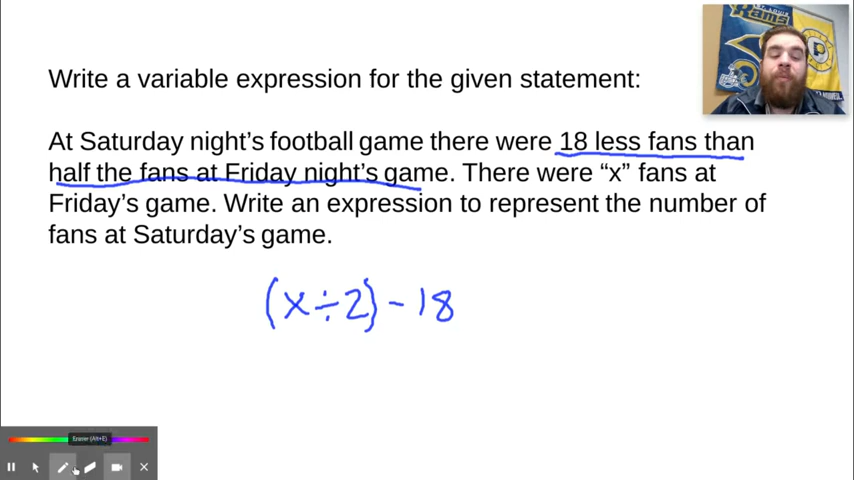 Rams
Write a variable expression for the given statement:
At Saturday night's football game there were 18 less fans than
half the fans at Friday night's game. There were “x” fans at
Friday's game. Write an expression to represent the number of
fans at Saturday's game.
(x÷2)-18
Eraser (Alt+E)